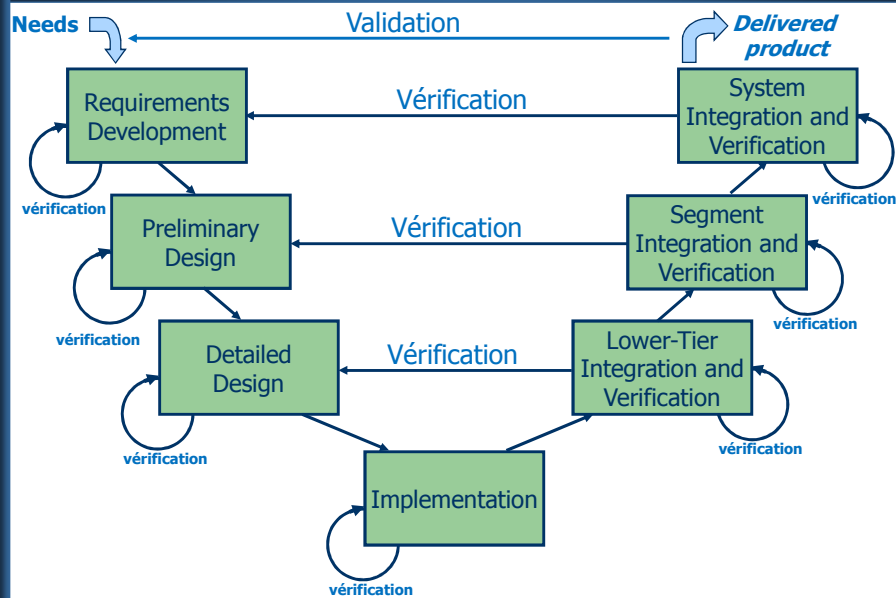 Needs
Validation
Delivered
product
Requirements
Development
Vérification
System
Integration and
Verification
vérification
vérification
Preliminary
Design
Vérification
Segment
Integration and
Verification
vérification
vérification
Detailed
Design
Vérification
Lower-Tier
Integration and
Verification
vérification
vérification
Implementation
vérification